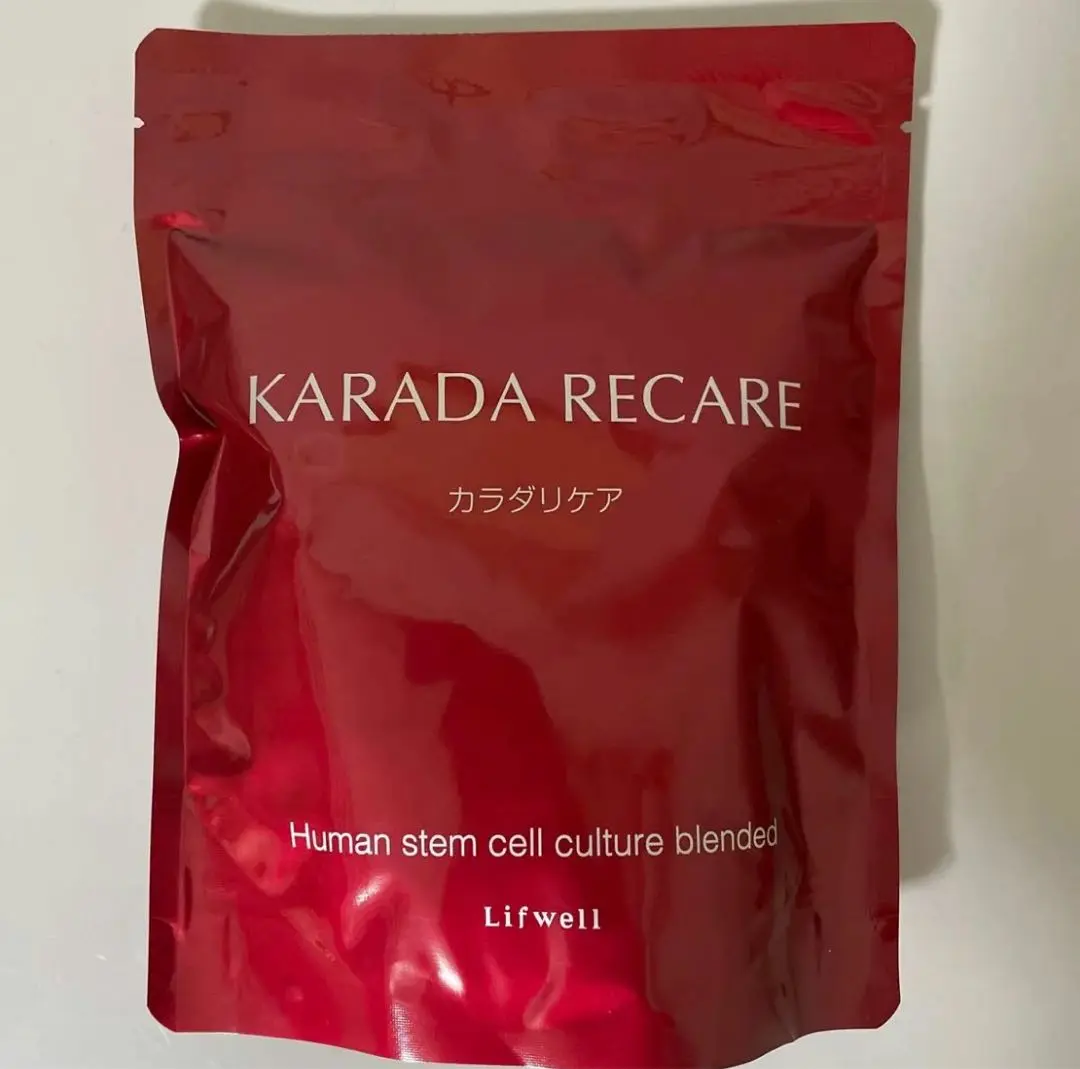 KARADA RECARE
カラダリケア
Human stem cell culture blended
Lifwell